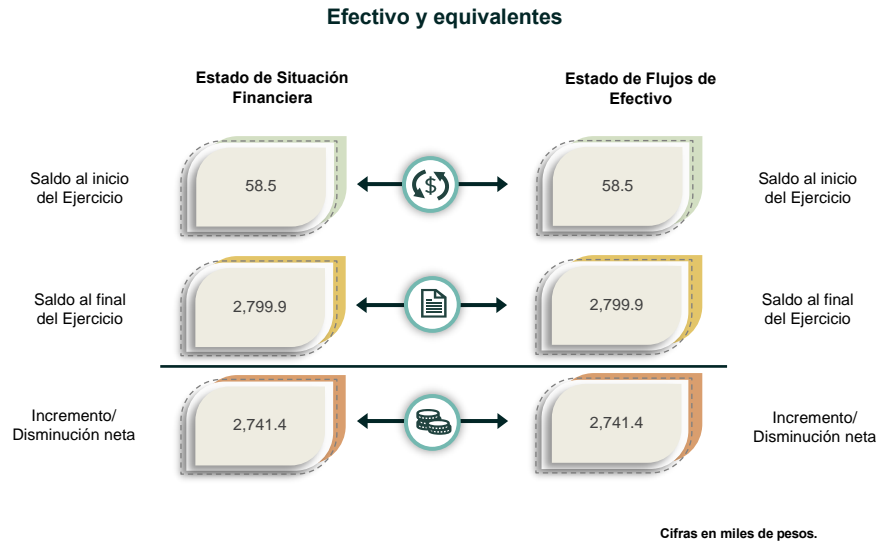 Efectivo y equivalentes
Estado de Situación
Financiera
Estado de Flujos de
Efectivo
Saldo al inicio
del Ejercicio
58.5
$
58.5
Saldo al inicio
del Ejercicio
Saldo al final
del Ejercicio
2,799.9
2,799.9
Saldo al final
del Ejercicio
Incremento/
Disminución neta
2,741.4
2,741.4
Incremento/
Disminución neta
Cifras en miles de pesos.